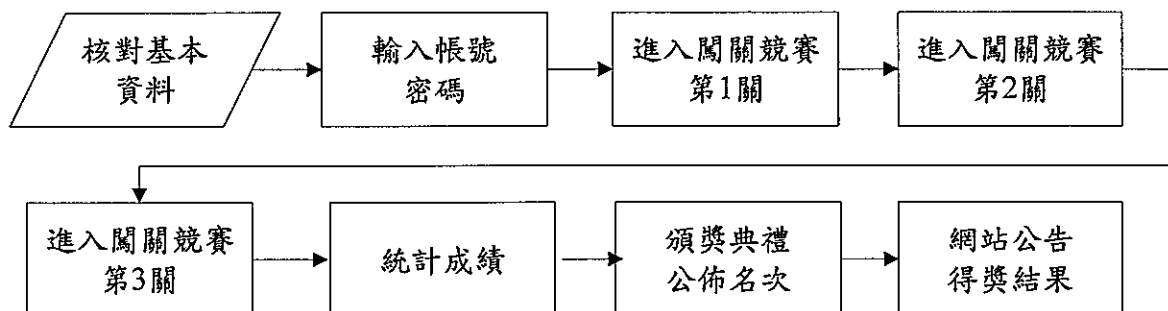 核對基本
資料
輸入帳號
密碼
進入闖關競賽
第1關
進入闖關競賽
第2關
進入闖關競賽
第3關
統計成績
頒獎典禮
公佈名次
網站公告
得獎結果